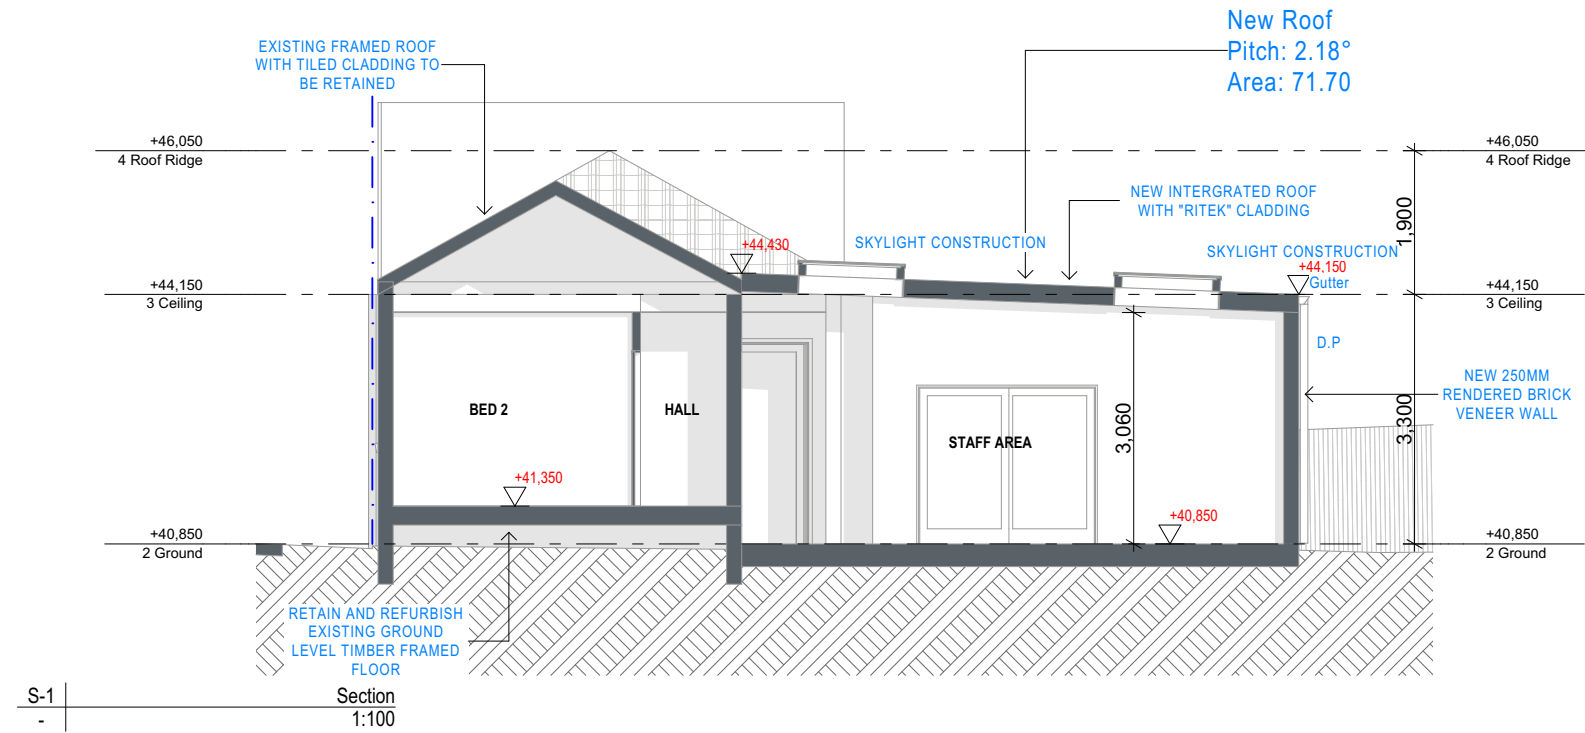 New Roof
Pitch: 2.18°
Area: 71.70
EXISTING FRAMED ROOF
WITH TILED CLADDING TO
BE RETAINED
+46,050
4 Roof Ridge
+46,050
4 Roof Ridge
NEW INTERGRATED ROOF
WITH "RITEK" CLADDING
1,900
+44,430
SKYLIGHT CONSTRUCTION
SKYLIGHT CONSTRUCTION
+44,150
Gutter
+44,150
3 Ceiling
+44,150
3 Ceiling
D.P
NEW 250MM
RENDERED BRICK
VENEER WALL
BED 2
HALL
STAFF AREA
3,060
3,300
+41,350
+40,850
+40,850
2 Ground
+40,850
2 Ground
RETAIN AND REFURBISH
EXISTING GROUND
LEVEL TIMBER FRAMED
FLOOR
S-1 Section
- 1:100